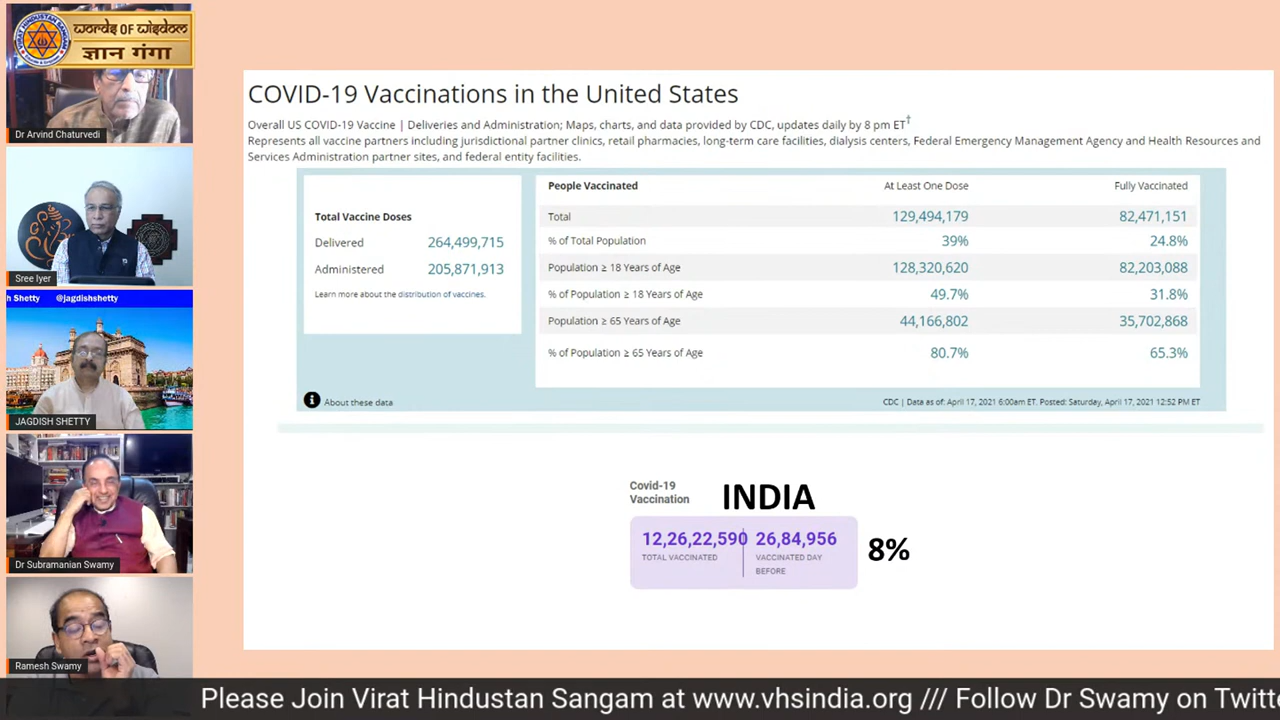 VIRAT HINDUSTAN SANGAM
WORDS OF WISDOM
ज्ञान गंगा
Dr Arvind Chaturvedi
Sree Iyer
h Shetty @jagdishshetty
JAGDISH SHETTY
Dr Subramanian Swamy
Ramesh Swamy
COVID-19 Vaccinations in the United States
Overall US COVID-19 Vaccine | Deliveries and Administration; Maps, charts, and data provided by CDC, updates daily by 8 pm ET†
Represents all vaccine partners including jurisdictional partner clinics, retail pharmacies, long-term care facilities, dialysis centers, Federal Emergency Management Agency and Health Resources and
Services Administration partner sites, and federal entity facilities.
Total Vaccine Doses
Delivered 264,499,715
Administered 205,871,913
Learn more about the distribution of vaccines.
People Vaccinated At Least One Dose Fully Vaccinated
Total 129,494,179 82,471,151
% of Total Population 39% 24.8%
Population ≥ 18 Years of Age 128,320,620 82,203,088
% of Population ≥ 18 Years of Age 49.7% 31.8%
Population ≥ 65 Years of Age 44,166,802 35,702,868
% of Population ≥ 65 Years of Age 80.7% 65.3%
About these data
CDC | Data as of: April 17, 2021 6:00am ET. Posted: Saturday, April 17, 2021 12:52 PM ET
Covid-19
Vaccination
INDIA
12,26,22,590 26,84,956
TOTAL VACCINATED VACCINATED DAY
BEFORE
8%
Please Join Virat Hindustan Sangam at www.vhsindia.org /// Follow Dr Swamy on Twitt